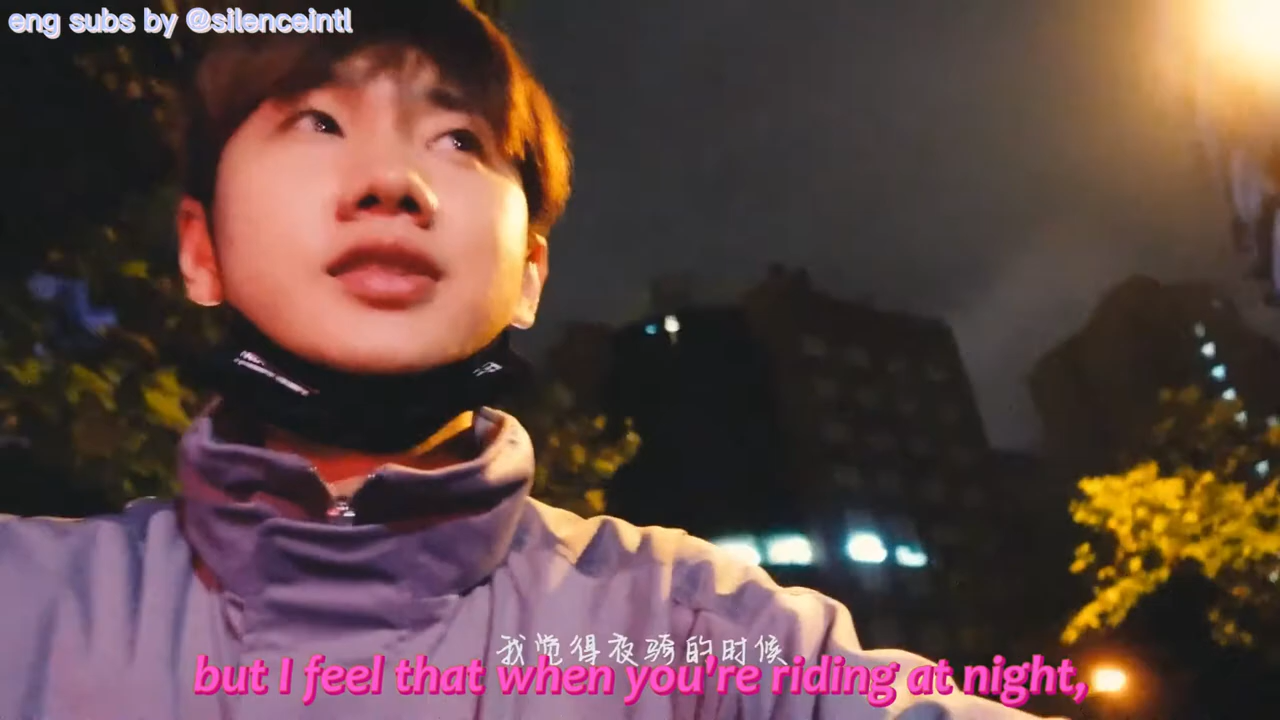 eng subs by @silenceintl
我觉得夜骑的时候
but I feel that when you're riding at night,